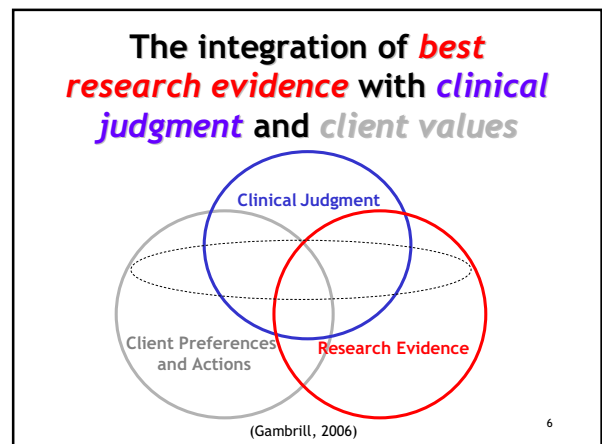 The integration of best
research evidence with clinical
judgment and client values
Clinical Judgment
Client Preferences
and Actions
Research Evidence
(Gambrill, 2006)
6